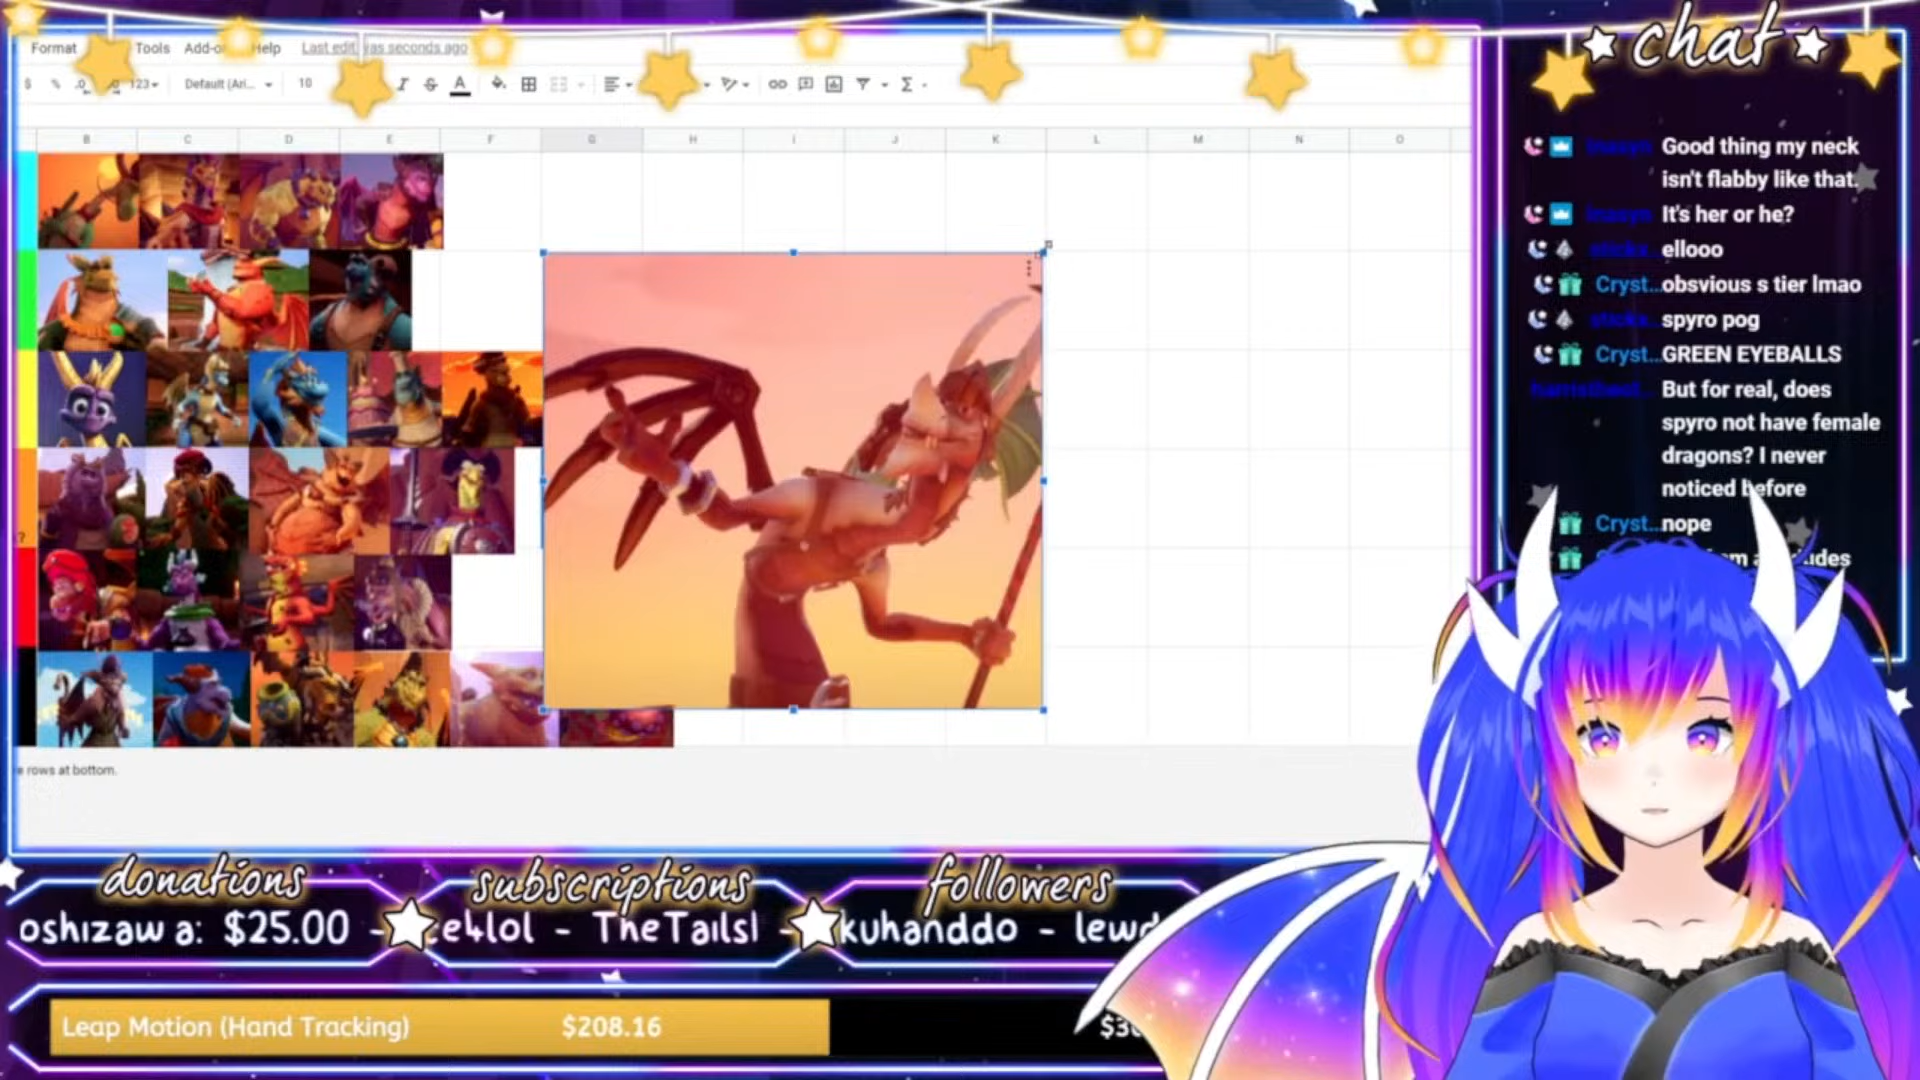 Format
Tools
Help
Last edit was seconds ago
$ % .0 .00 123
Default (Ari...
10
B C D E F G H I J K L M N O
?
rows at bottom.
chat
Good thing my neck
isn't flabby like that.
It's her or he?
ellooo
Cryst... obsvious s tier lmao
spyro pog
Cryst... GREEN EYEBALLS
But for real, does
spyro not have female
dragons? I never
noticed before
Cryst... nope
donations
subscriptions
followers
oshizaw a: $25.00 -
e4lol - TheTailsl -
kuhanddo - lewd
Leap Motion (Hand Tracking)
$208.16